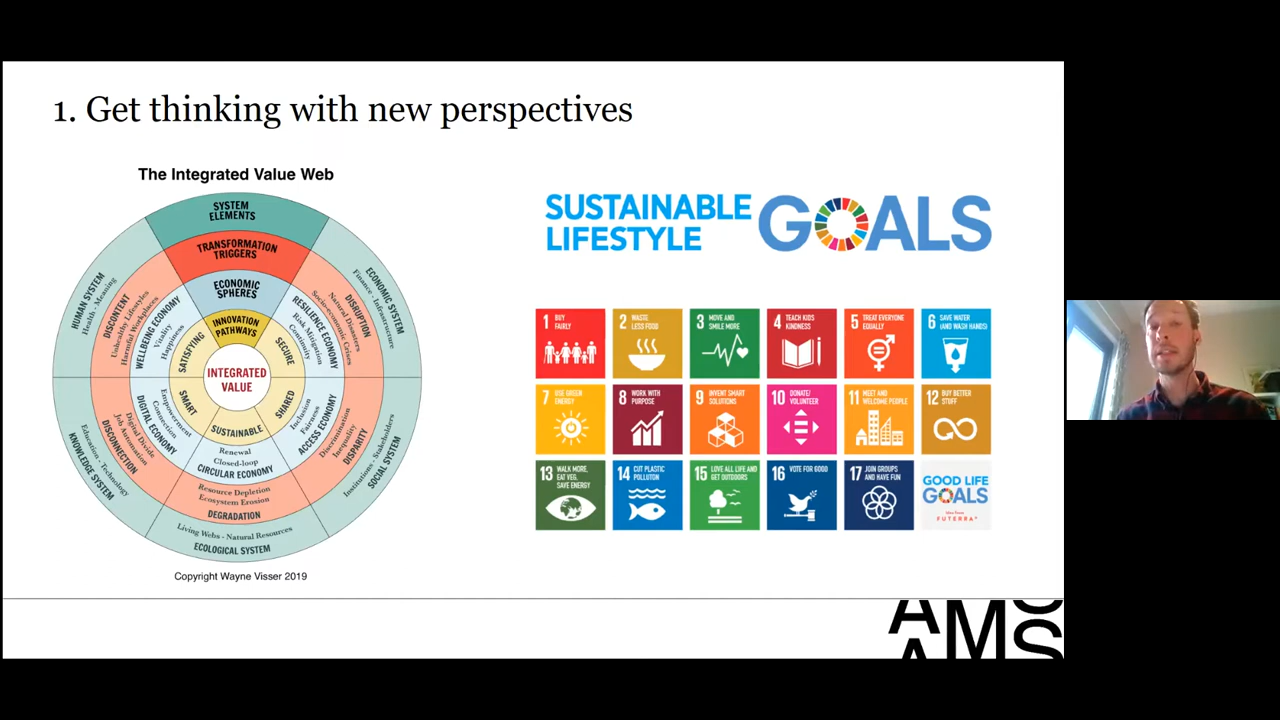 1. Get thinking with new perspectives
The Integrated Value Web
SYSTEM
ELEMENTS
TRANSFORMATION
TRIGGERS
ECONOMIC
SPHERES
INNOVATION
PATHWAYS
INTEGRATED
VALUE
HUMAN SYSTEM
Health - Meaning
DISCONTENT
Unhealthy Lifestyles
Harmful Workplaces
WELLBEING ECONOMY
Vitality
Happiness
SATISFYING
ECONOMIC SYSTEM
Finance - Infrastructure
DISRUPTION
Natural Disasters
Socioeconomic Crises
RESILIENCE ECONOMY
Risk Mitigation
Continuity
SECURE
SMART
Empowerment
Connection
DIGITAL ECONOMY
Digital Divide
Job Automation
DISCONNECTION
Education - Technology
KNOWLEDGE SYSTEM
SHARED
Inclusion
Fairness
ACCESS ECONOMY
Discrimination
Inequality
DISPARITY
Institutions - Stakeholders
SOCIAL SYSTEM
SUSTAINABLE
Renewal
Closed-loop
CIRCULAR ECONOMY
Resource Depletion
Ecosystem Erosion
DEGRADATION
Living Webs - Natural Resources
ECOLOGICAL SYSTEM
Copyright Wayne Visser 2019
SUSTAINABLE
LIFESTYLE
GOALS
1 BUY
FAIRLY
2 WASTE
LESS FOOD
3 MOVE AND
SMILE MORE
4 TEACH KIDS
KINDNESS
5 TREAT EVERYONE
EQUALLY
6 SAVE WATER
(AND WASH HANDS)
7 USE GREEN
ENERGY
8 WORK WITH
PURPOSE
9 INVENT SMART
SOLUTIONS
10 DONATE/
VOLUNTEER
11 MEET AND
WELCOME PEOPLE
12 BUY BETTER
STUFF
13 WALK MORE,
EAT VEG,
SAVE ENERGY
14 CUT PLASTIC
POLLUTON
15 LOVE ALL LIFE AND
GET OUTDOORS
16 VOTE FOR GOOD
17 JOIN GROUPS
AND HAVE FUN
GOOD LIFE
GOALS
FUTERRA
AMS